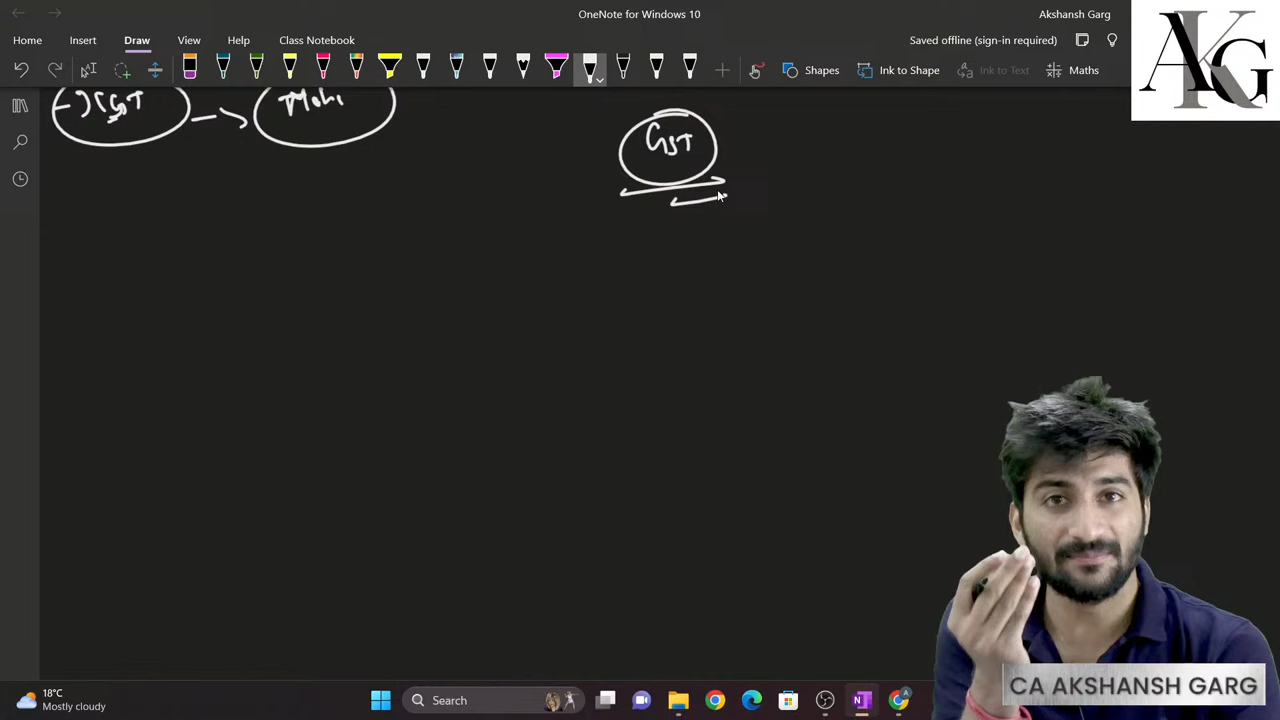 OneNote for Windows 10
Akshansh Garg
Home Insert Draw View Help Class Notebook
Saved offline (sign-in required)
Shapes Ink to Shape Ink to Text Maths
AKG
GST
CA AKSHANSH GARG
18°C
Mostly cloudy
Search